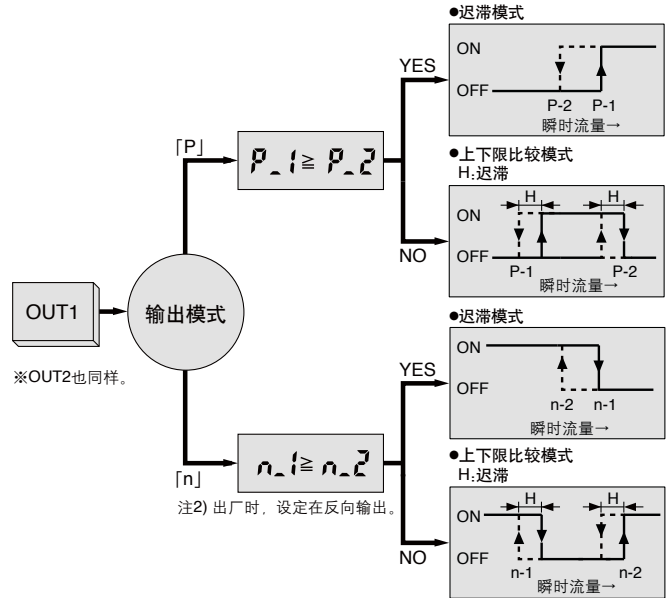 ●迟滞模式
ON
OFF
P-2 P-1
瞬时流量→
YES
「P」
P_1≧P_2
NO
●上下限比较模式
H:迟滞
H H
ON
OFF
P-1 P-2
瞬时流量→
OUT1
输出模式
※OUT2也同样。
●迟滞模式
ON
OFF
n-2 n-1
瞬时流量→
YES
「n」
n_1≧n_2
注2) 出厂时，设定在反向输出。
NO
●上下限比较模式
H:迟滞
H H
ON
OFF
n-1 n-2
瞬时流量→